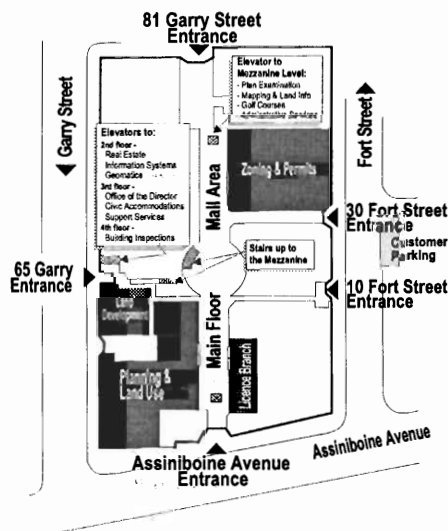 81 Garry Street
Entrance
Elevator to
Mezzanine Level:
- Plan Examination
- Mapping & Land Info
- Golf Courses
Garry Street
Fort Street
Elevators to:
2nd floor -
Real Estate
Information Systems
Geomatics
3rd floor -
Office of the Director
Civic Accommodations
Support Services
4th floor -
Building Inspections
Mall Area
Zoning & Permits
30 Fort Street
Entrance
Customer
Parking
Stairs up to
the Mezzanine
65 Garry
Entrance
10 Fort Street
Entrance
Land
Development
Main Floor
Planning &
Land Use
Licence Branch
Assiniboine Avenue
Entrance
Assiniboine Avenue